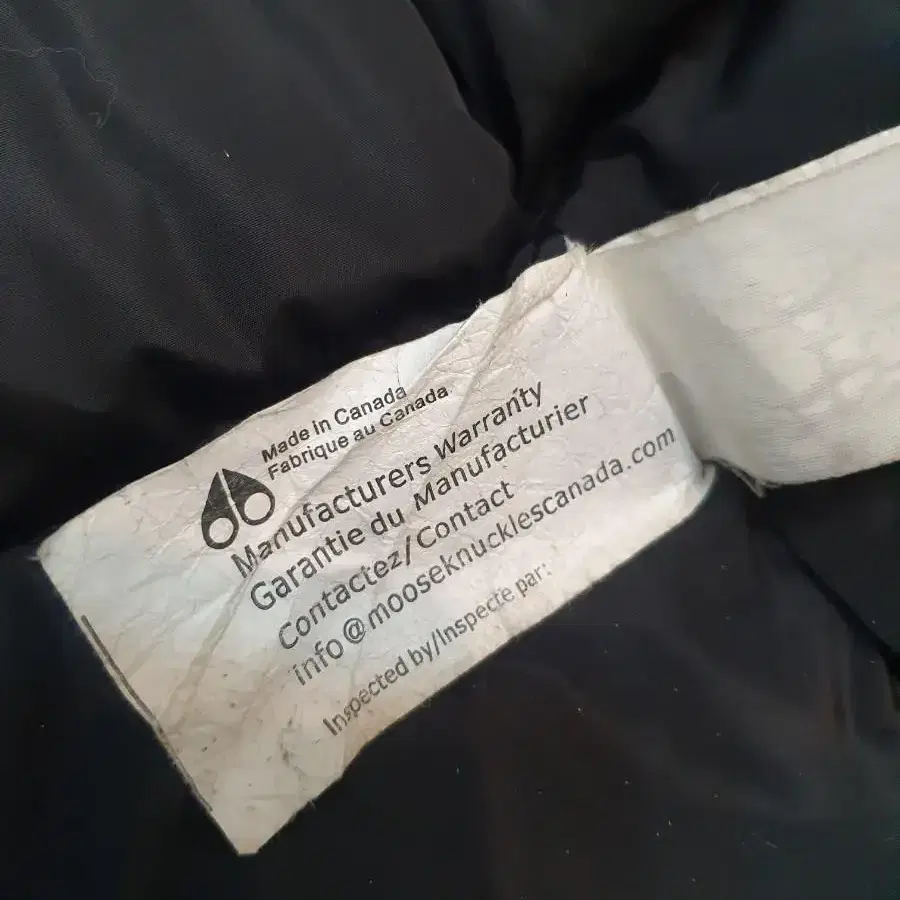 Made in Canada
Fabrique au Canada
Manufacturers Warranty
Garantie du Manufacturier
Contactez/Contact
info@mooseknucklescanada.com
Inspected by/Inspecte par: